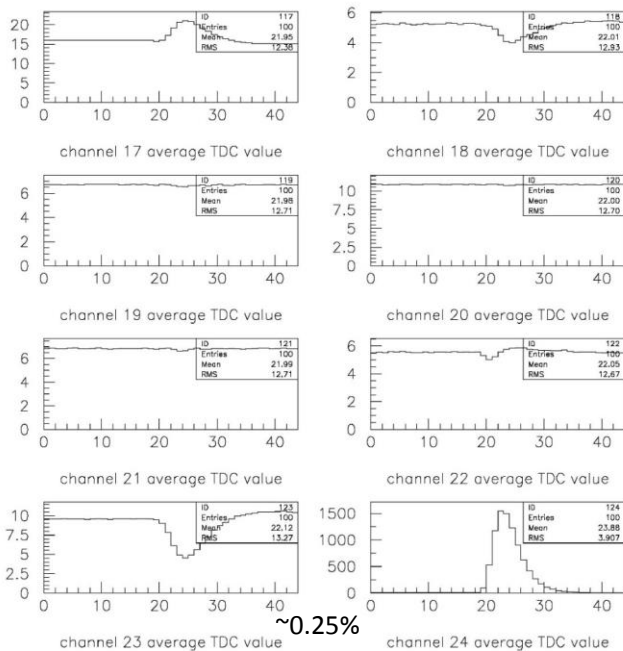 20
15
10
5
0
0 10 20 30 40
ID 117
Entries 100
Mean 21.95
RMS 12.38
channel 17 average TDC value
6
4
2
0
0 10 20 30 40
ID 118
Entries 100
Mean 22.01
RMS 12.93
channel 18 average TDC value
6
4
2
0
0 10 20 30 40
ID 119
Entries 100
Mean 21.98
RMS 12.71
channel 19 average TDC value
10
7.5
5
2.5
0
0 10 20 30 40
ID 120
Entries 100
Mean 22.00
RMS 12.70
channel 20 average TDC value
6
4
2
0
0 10 20 30 40
ID 121
Entries 100
Mean 21.99
RMS 12.71
channel 21 average TDC value
6
4
2
0
0 10 20 30 40
ID 122
Entries 100
Mean 22.05
RMS 12.67
channel 22 average TDC value
10
7.5
5
2.5
0
0 10 20 30 40
ID 123
Entries 100
Mean 22.12
RMS 13.27
channel 23 average TDC value
1500
1000
500
0
0 10 20 30 40
ID 124
Entries 100
Mean 23.88
RMS 3.907
channel 24 average TDC value
~0.25%